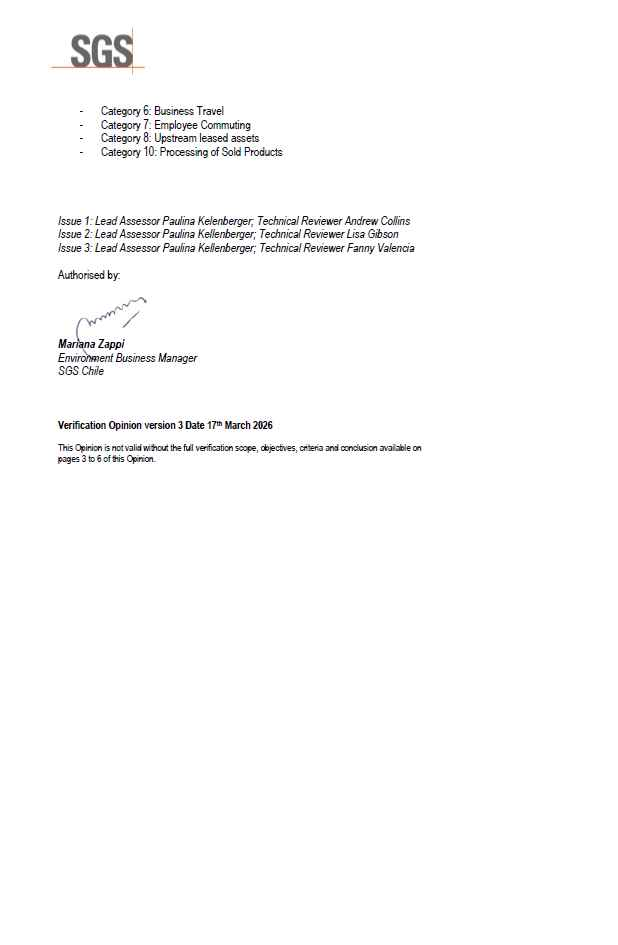 SGS
- Category 6: Business Travel
- Category 7: Employee Commuting
- Category 8: Upstream leased assets
- Category 10: Processing of Sold Products
Issue 1: Lead Assessor Paulina Kelenberger; Technical Reviewer Andrew Collins
Issue 2: Lead Assessor Paulina Kellenberger; Technical Reviewer Lisa Gibson
Issue 3: Lead Assessor Paulina Kellenberger; Technical Reviewer Fanny Valencia
Authorised by:
Mariana Zappi
Environment Business Manager
SGS Chile
Verification Opinion version 3 Date 17th March 2026
This Opinion is not valid without the full verification scope, objectives, criteria and conclusion available on
pages 3 to 6 of this Opinion.